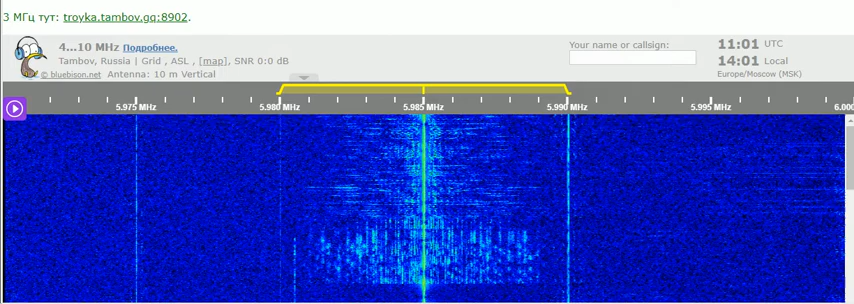 3 МГц тут: troyka.tambov.gq:8902.
4...10 MHz Подробнее.
Tambov, Russia | Grid , ASL , [map], SNR 0:0 dB
© bluebison.net Антенна: 10 m Vertical
Your name or callsign:
11:01 UTC
14:01 Local
Europe/Moscow (MSK)
5.975 MHz 5.980 MHz 5.985 MHz 5.990 MHz 5.995 MHz 6.000